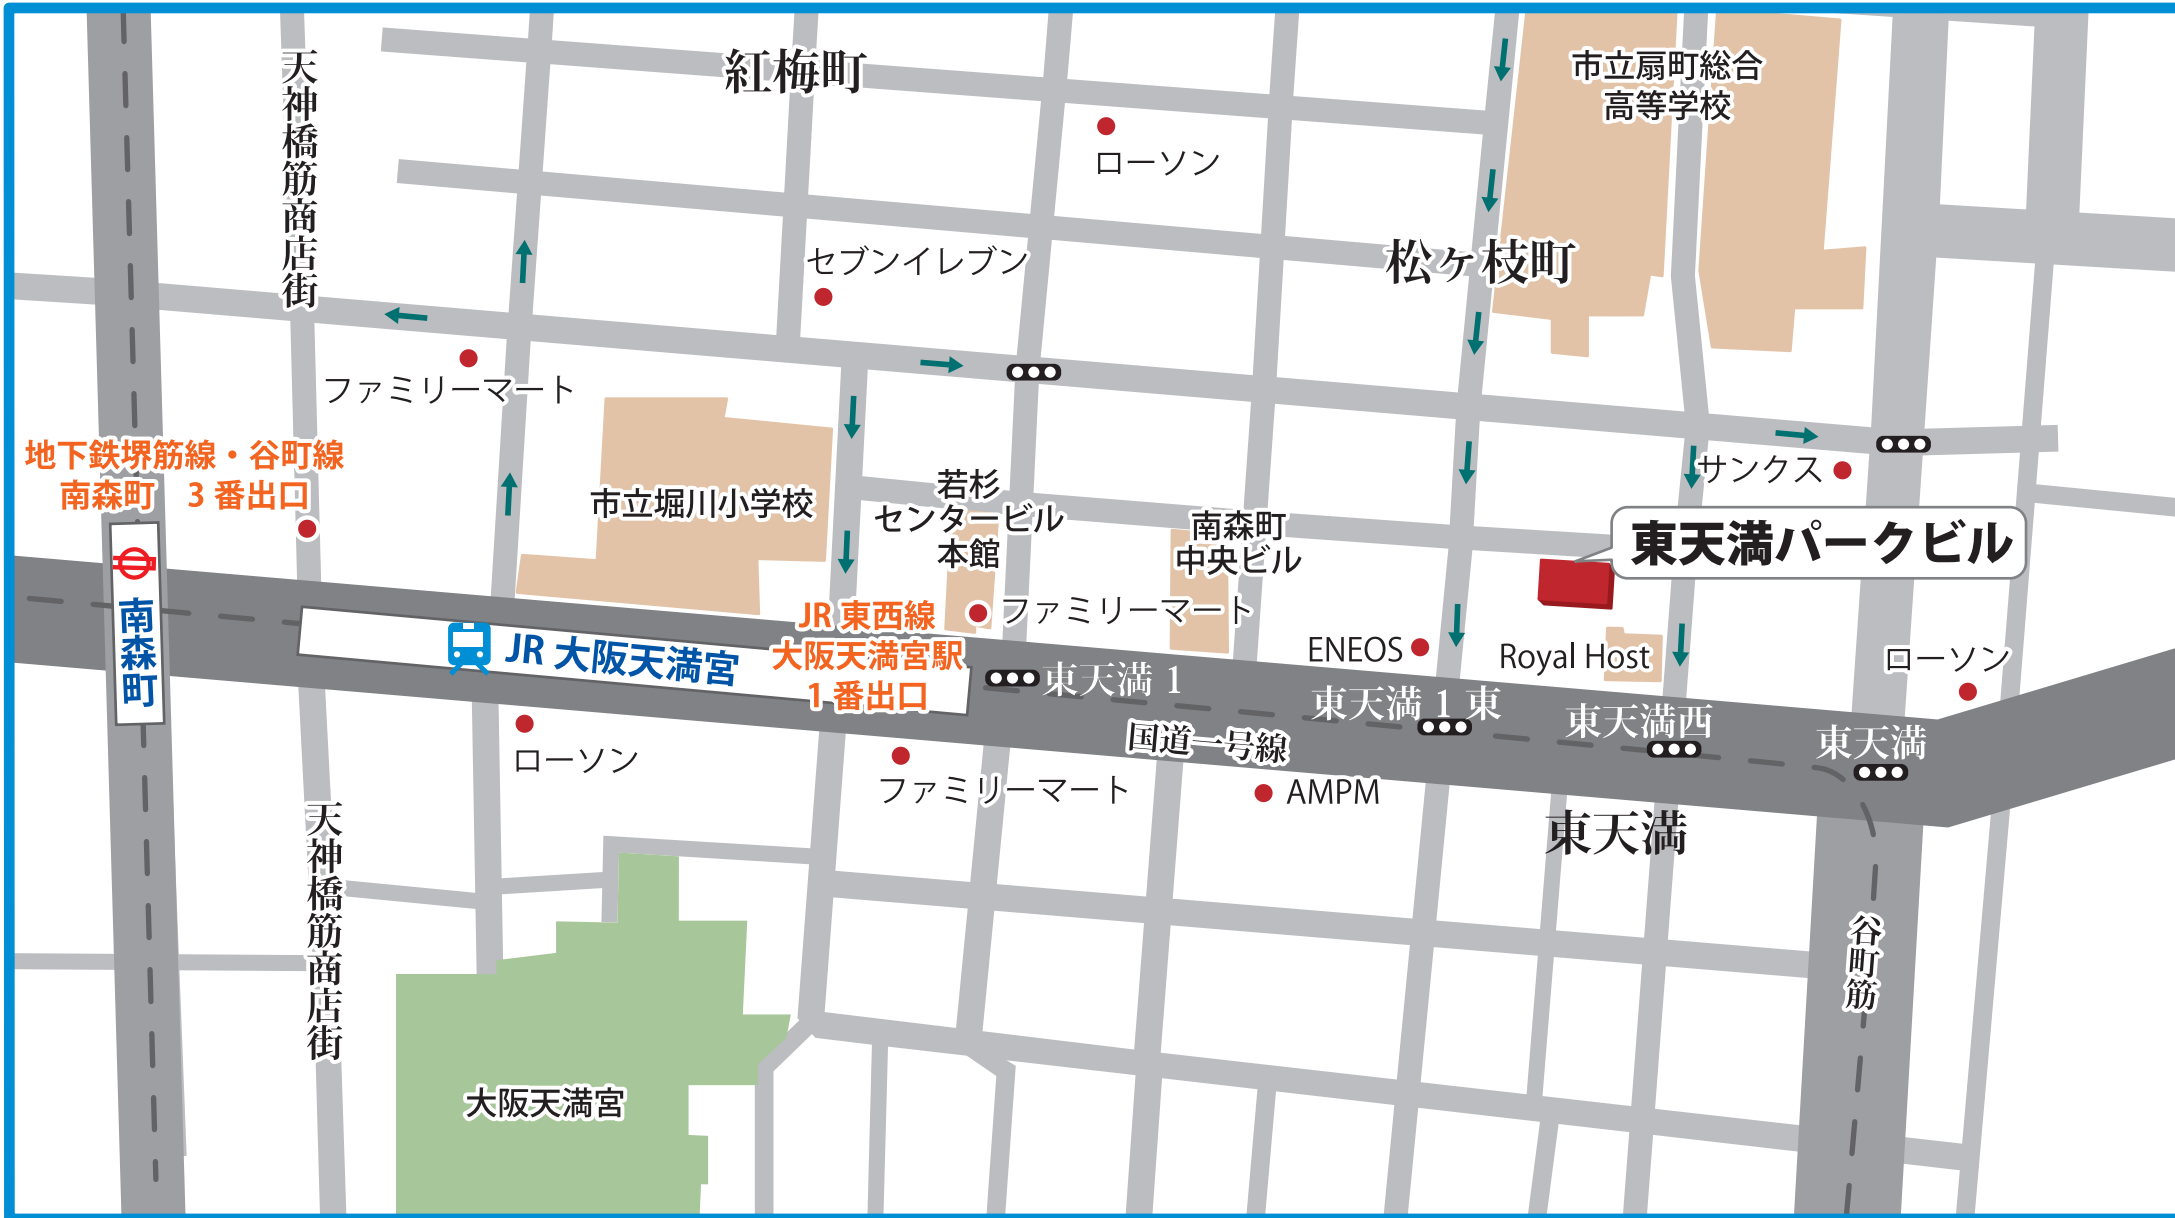 天神橋筋商店街
紅梅町
ローソン
市立扇町総合
高等学校
セブンイレブン
松ヶ枝町
ファミリーマート
地下鉄堺筋線・谷町線
南森町 3番出口
市立堀川小学校
若杉
センタービル
本館
南森町
中央ビル
サンクス
東天満パークビル
南森町
JR 大阪天満宮
JR 東西線
大阪天満宮駅
1番出口
ファミリーマート
ENEOS
Royal Host
ローソン
東天満 1
東天満 1 東
東天満西
東天満
国道一号線
ローソン
ファミリーマート
AMPM
東天満
天神橋筋商店街
谷町筋
大阪天満宮